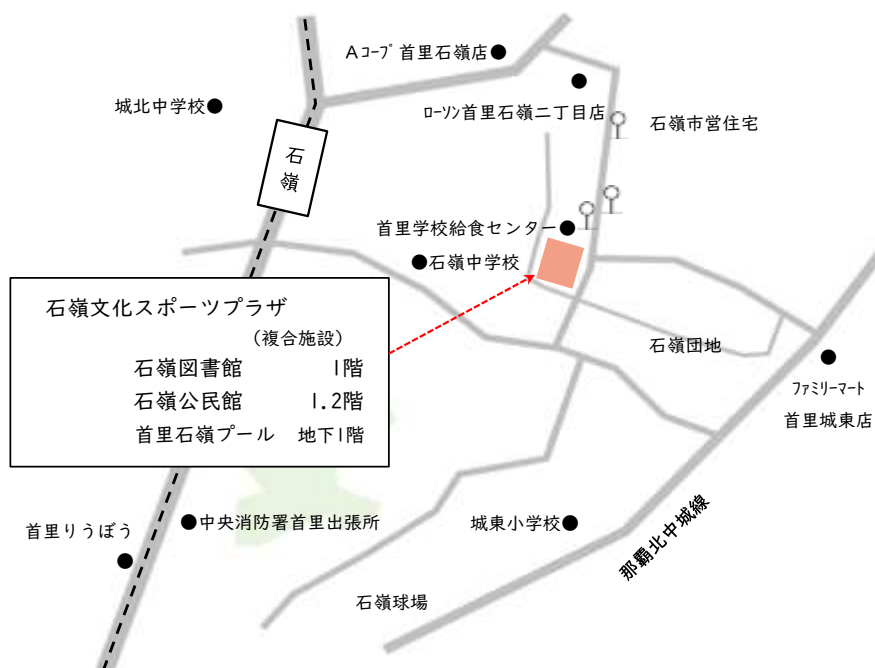 Aコープ 首里石嶺店
城北中学校
ローソン首里石嶺二丁目店
石嶺市営住宅
石嶺
首里学校給食センター
石嶺中学校
石嶺文化スポーツプラザ
(複合施設)
石嶺図書館 1階
石嶺公民館 1.2階
首里石嶺プール 地下1階
石嶺団地
ファミリーマート
首里城東店
首里りうぼう
中央消防署首里出張所
城東小学校
那覇北中城線
石嶺球場